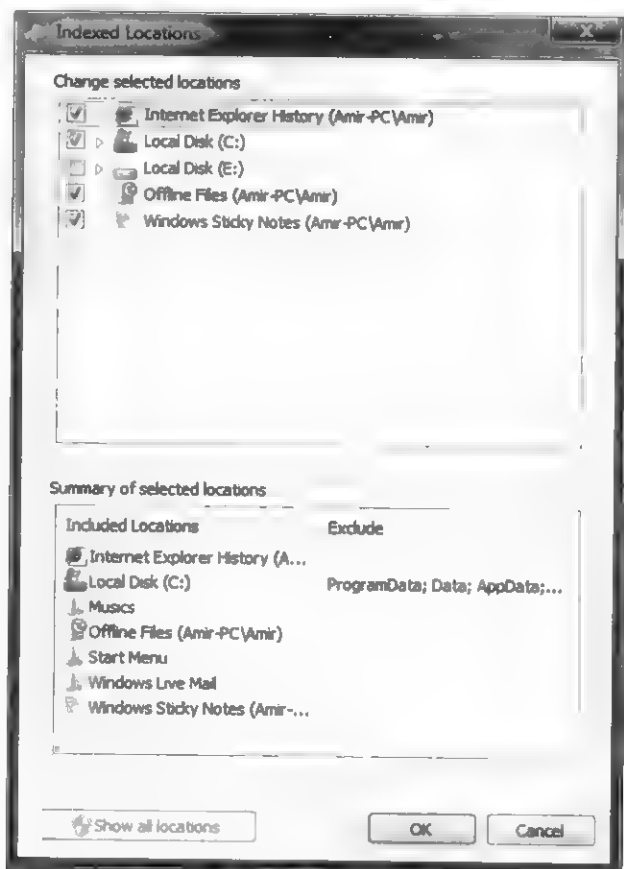 Indexed Locations
Change selected locations
Internet Explorer History (Amir-PC\Amir)
Local Disk (C:)
Local Disk (E:)
Offline Files (Amir-PC\Amir)
Windows Sticky Notes (Amir-PC\Amir)
Summary of selected locations
Included Locations Exclude
Internet Explorer History (A...
Local Disk (C:) ProgramData; Data; AppData;...
Musics
Offline Files (Amir-PC\Amir)
Start Menu
Windows Live Mail
Windows Sticky Notes (Amir-...
Show all locations OK Cancel